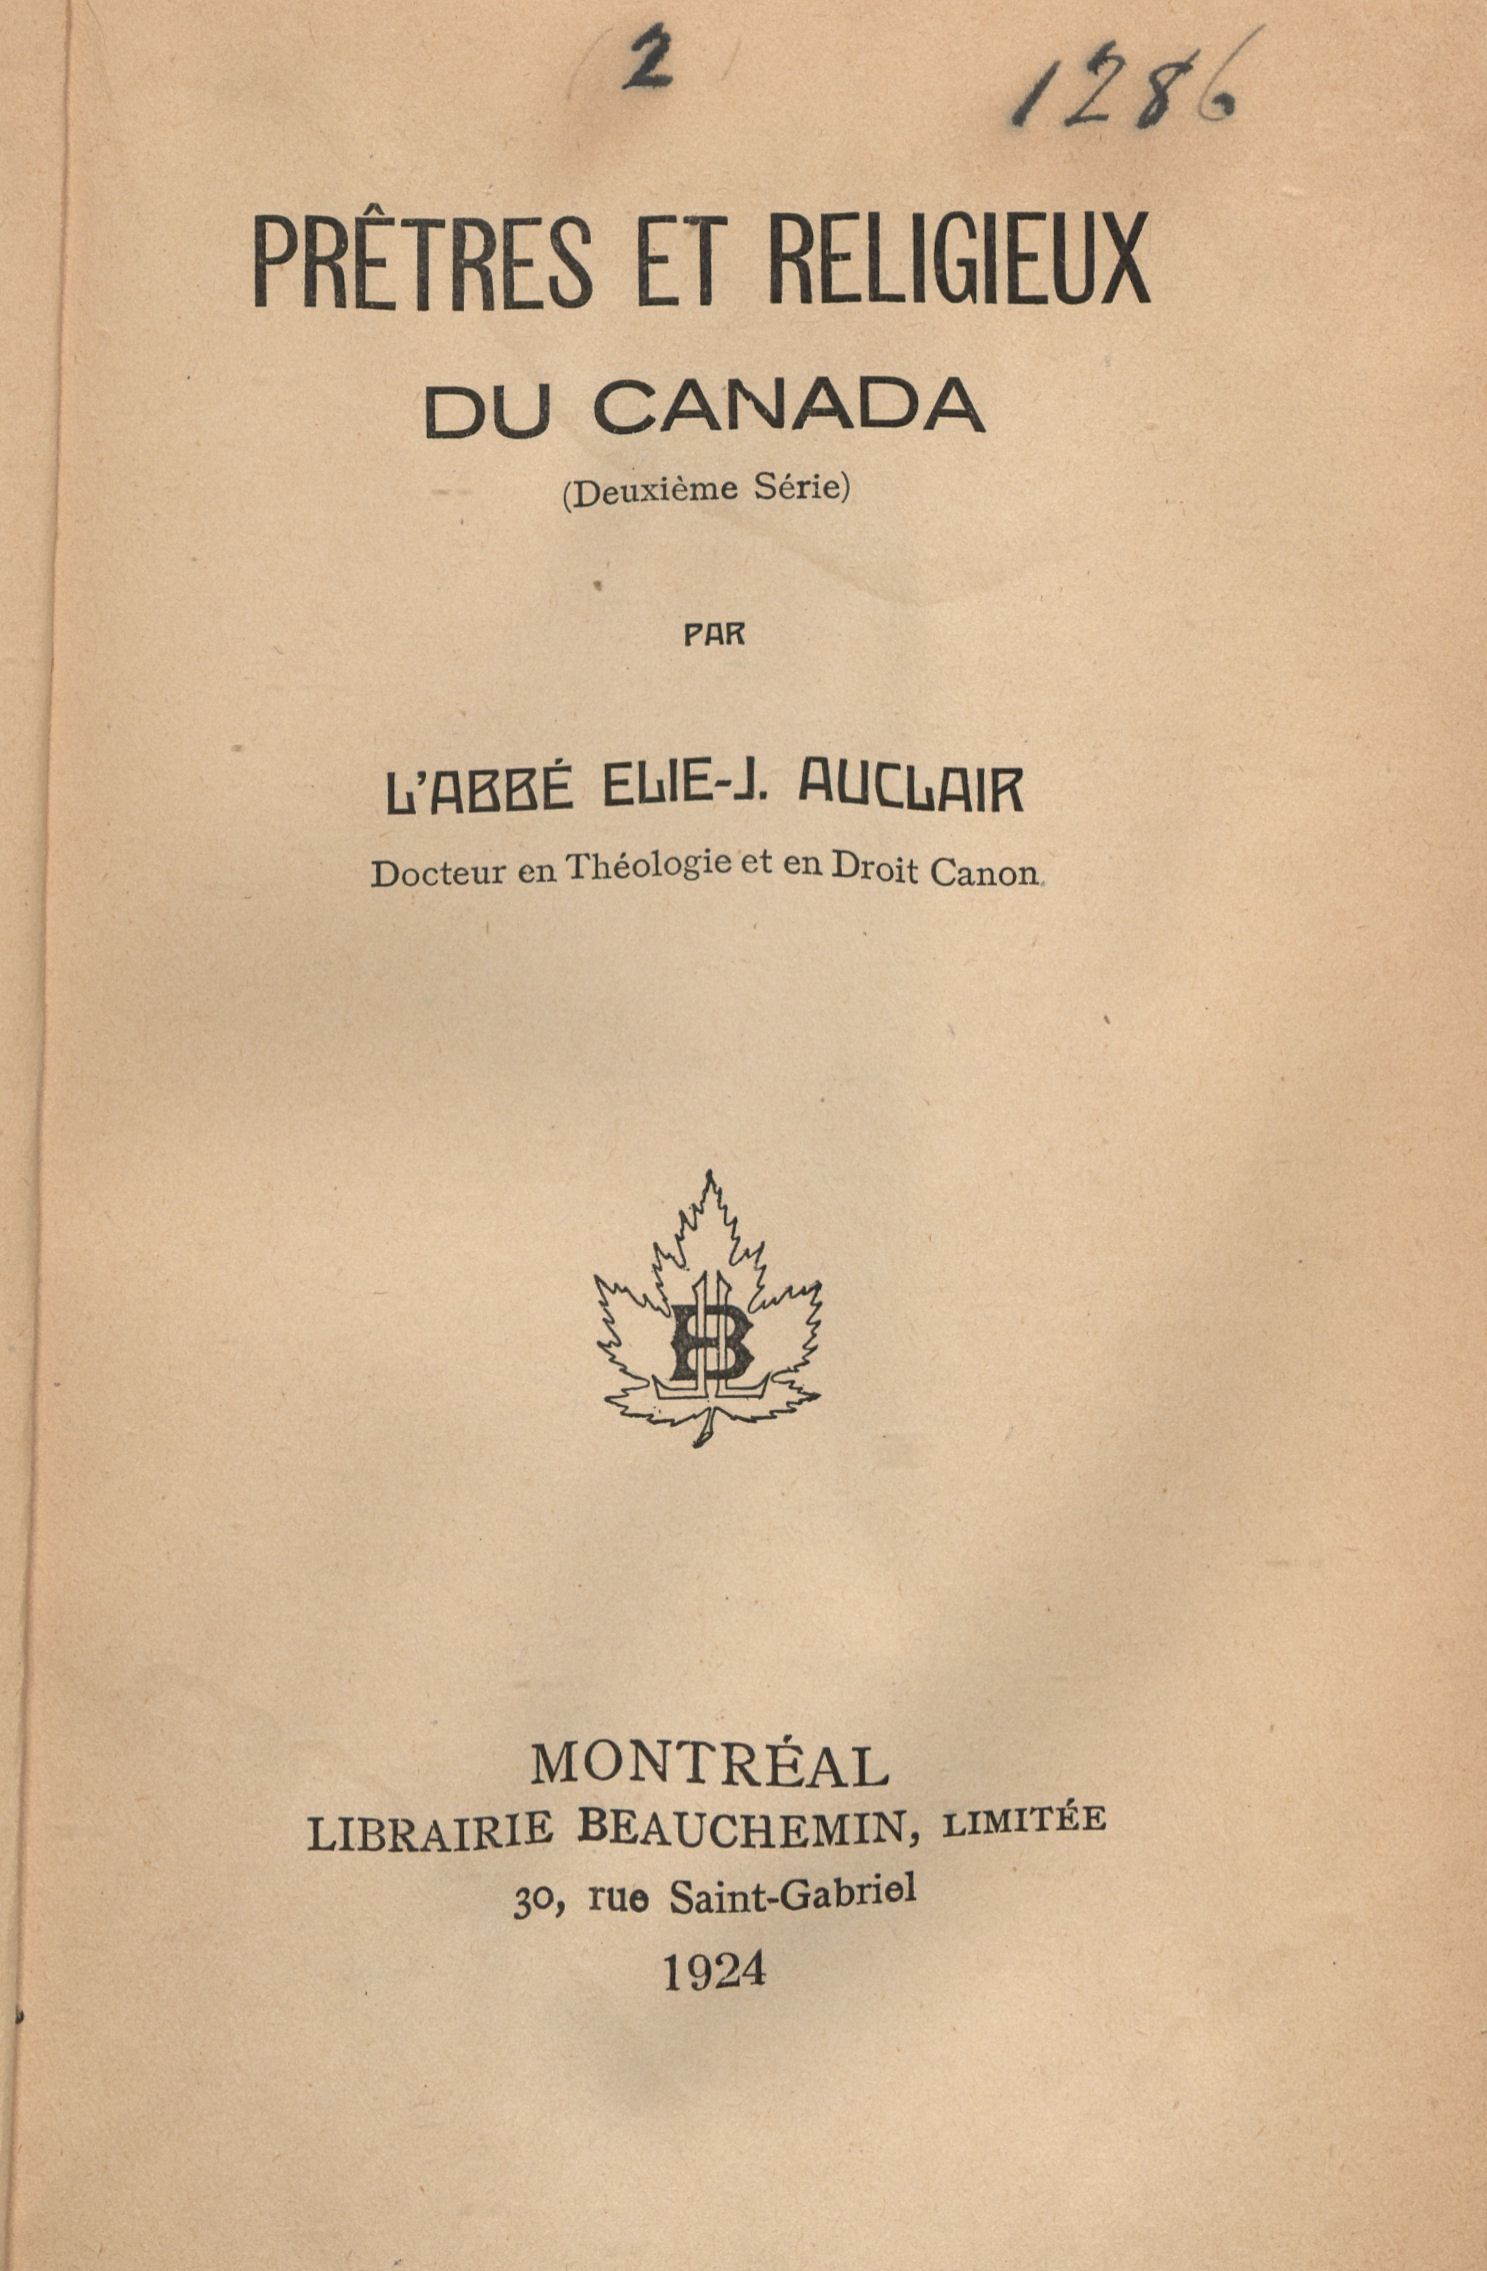 2
1286
PRÊTRES ET RELIGIEUX
DU CANADA
(Deuxième Série)
PAR
L'ABBÉ ELIE-J. AUCLAIR
Docteur en Théologie et en Droit Canon.
LB
MONTRÉAL
LIBRAIRIE BEAUCHEMIN, LIMITÉE
30, rue Saint-Gabriel
1924